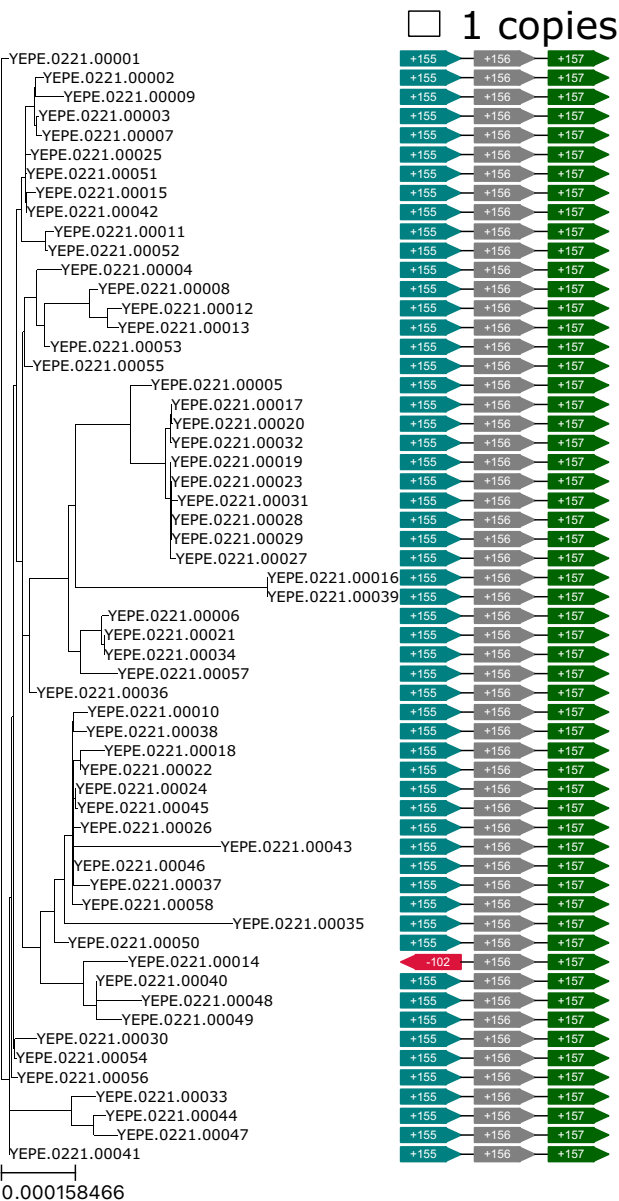 1 copies
YEPE.0221.00001 +155 +156 +157
YEPE.0221.00002 +155 +156 +157
YEPE.0221.00009 +155 +156 +157
YEPE.0221.00003 +155 +156 +157
YEPE.0221.00007 +155 +156 +157
YEPE.0221.00025 +155 +156 +157
YEPE.0221.00051 +155 +156 +157
YEPE.0221.00015 +155 +156 +157
YEPE.0221.00042 +155 +156 +157
YEPE.0221.00011 +155 +156 +157
YEPE.0221.00052 +155 +156 +157
YEPE.0221.00004 +155 +156 +157
YEPE.0221.00008 +155 +156 +157
YEPE.0221.00012 +155 +156 +157
YEPE.0221.00013 +155 +156 +157
YEPE.0221.00053 +155 +156 +157
YEPE.0221.00055 +155 +156 +157
YEPE.0221.00005 +155 +156 +157
YEPE.0221.00017 +155 +156 +157
YEPE.0221.00020 +155 +156 +157
YEPE.0221.00032 +155 +156 +157
YEPE.0221.00019 +155 +156 +157
YEPE.0221.00023 +155 +156 +157
YEPE.0221.00031 +155 +156 +157
YEPE.0221.00028 +155 +156 +157
YEPE.0221.00029 +155 +156 +157
YEPE.0221.00027 +155 +156 +157
YEPE.0221.00016 +155 +156 +157
YEPE.0221.00039 +155 +156 +157
YEPE.0221.00006 +155 +156 +157
YEPE.0221.00021 +155 +156 +157
YEPE.0221.00034 +155 +156 +157
YEPE.0221.00057 +155 +156 +157
YEPE.0221.00036 +155 +156 +157
YEPE.0221.00010 +155 +156 +157
YEPE.0221.00038 +155 +156 +157
YEPE.0221.00018 +155 +156 +157
YEPE.0221.00022 +155 +156 +157
YEPE.0221.00024 +155 +156 +157
YEPE.0221.00045 +155 +156 +157
YEPE.0221.00026 +155 +156 +157
YEPE.0221.00043 +155 +156 +157
YEPE.0221.00046 +155 +156 +157
YEPE.0221.00037 +155 +156 +157
YEPE.0221.00058 +155 +156 +157
YEPE.0221.00035 +155 +156 +157
YEPE.0221.00050 +155 +156 +157
YEPE.0221.00014 -102 +156 +157
YEPE.0221.00040 +155 +156 +157
YEPE.0221.00048 +155 +156 +157
YEPE.0221.00049 +155 +156 +157
YEPE.0221.00030 +155 +156 +157
YEPE.0221.00054 +155 +156 +157
YEPE.0221.00056 +155 +156 +157
YEPE.0221.00033 +155 +156 +157
YEPE.0221.00044 +155 +156 +157
YEPE.0221.00047 +155 +156 +157
YEPE.0221.00041 +155 +156 +157
0.000158466